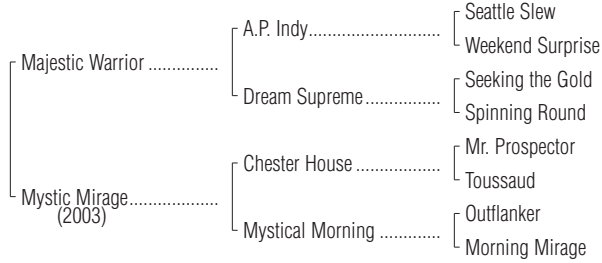 Seattle Slew
A.P. Indy
Weekend Surprise
Majestic Warrior
Seeking the Gold
Dream Supreme
Spinning Round
Mr. Prospector
Chester House
Toussaud
Mystic Mirage
(2003)
Outflanker
Mystical Morning
Morning Mirage